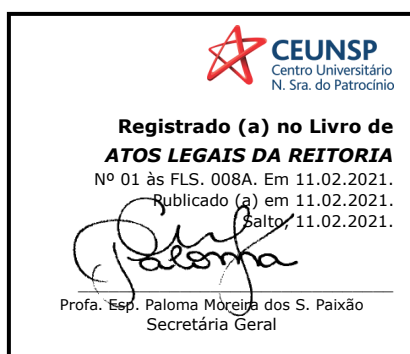 CEUNSP
Centro Universitário
N. Sra. do Patrocínio
Registrado (a) no Livro de
ATOS LEGAIS DA REITORIA
Nº 01 às FLS. 008A. Em 11.02.2021.
Publicado (a) em 11.02.2021.
Salto, 11.02.2021.
Paloma
Profa. Esp. Paloma Moreira dos S. Paixão
Secretária Geral